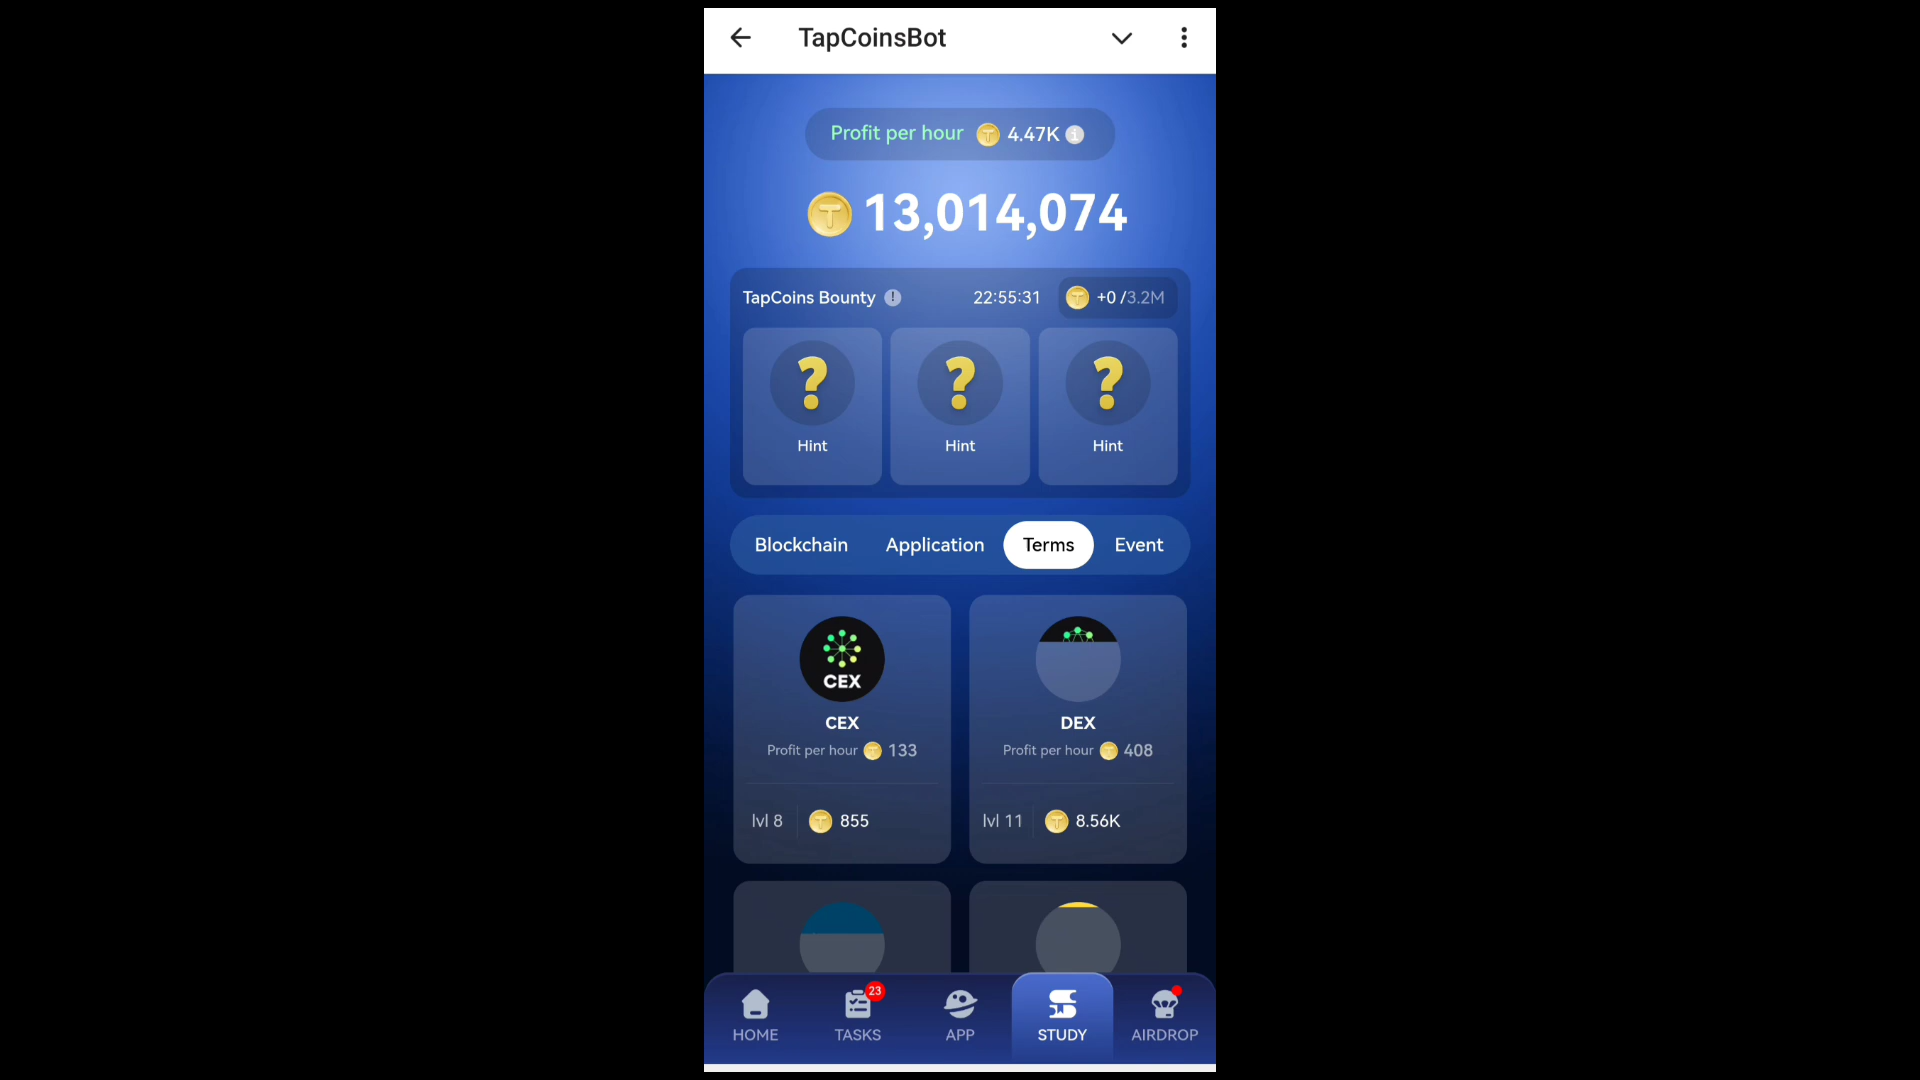 TapCoinsBot
Profit per hour 4.47K
13,014,074
TapCoins Bounty 22:55:31 +0 /3.2M
? ? ?
Hint Hint Hint
Blockchain Application Terms Event
CEX
CEX DEX
Profit per hour 133 Profit per hour 408
lvl 8 855 lvl 11 8.56K
23
HOME TASKS APP STUDY AIRDROP